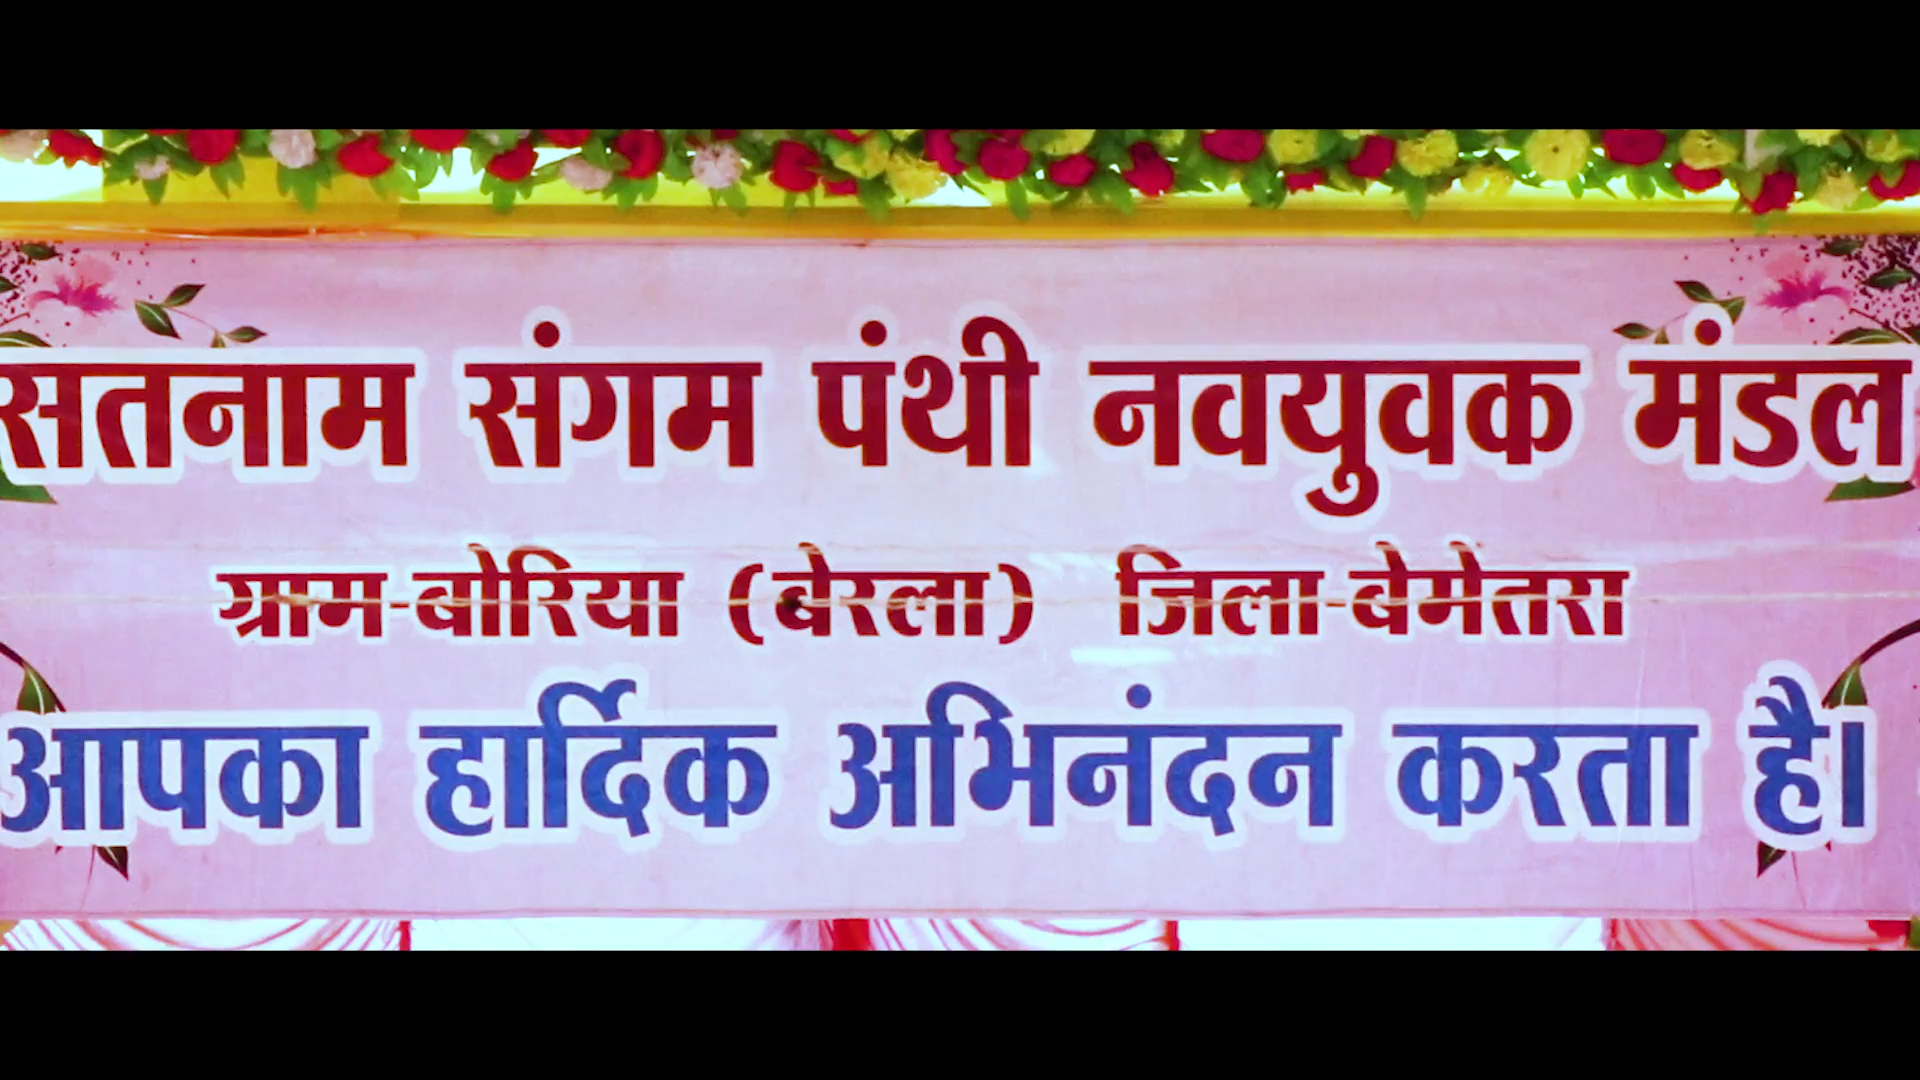 सतनाम संगम पंथी नवयुवक मंडल
ग्राम-बोरिया (बेरला) जिला-बेमेतरा
आपका हार्दिक अभिनंदन करता है।